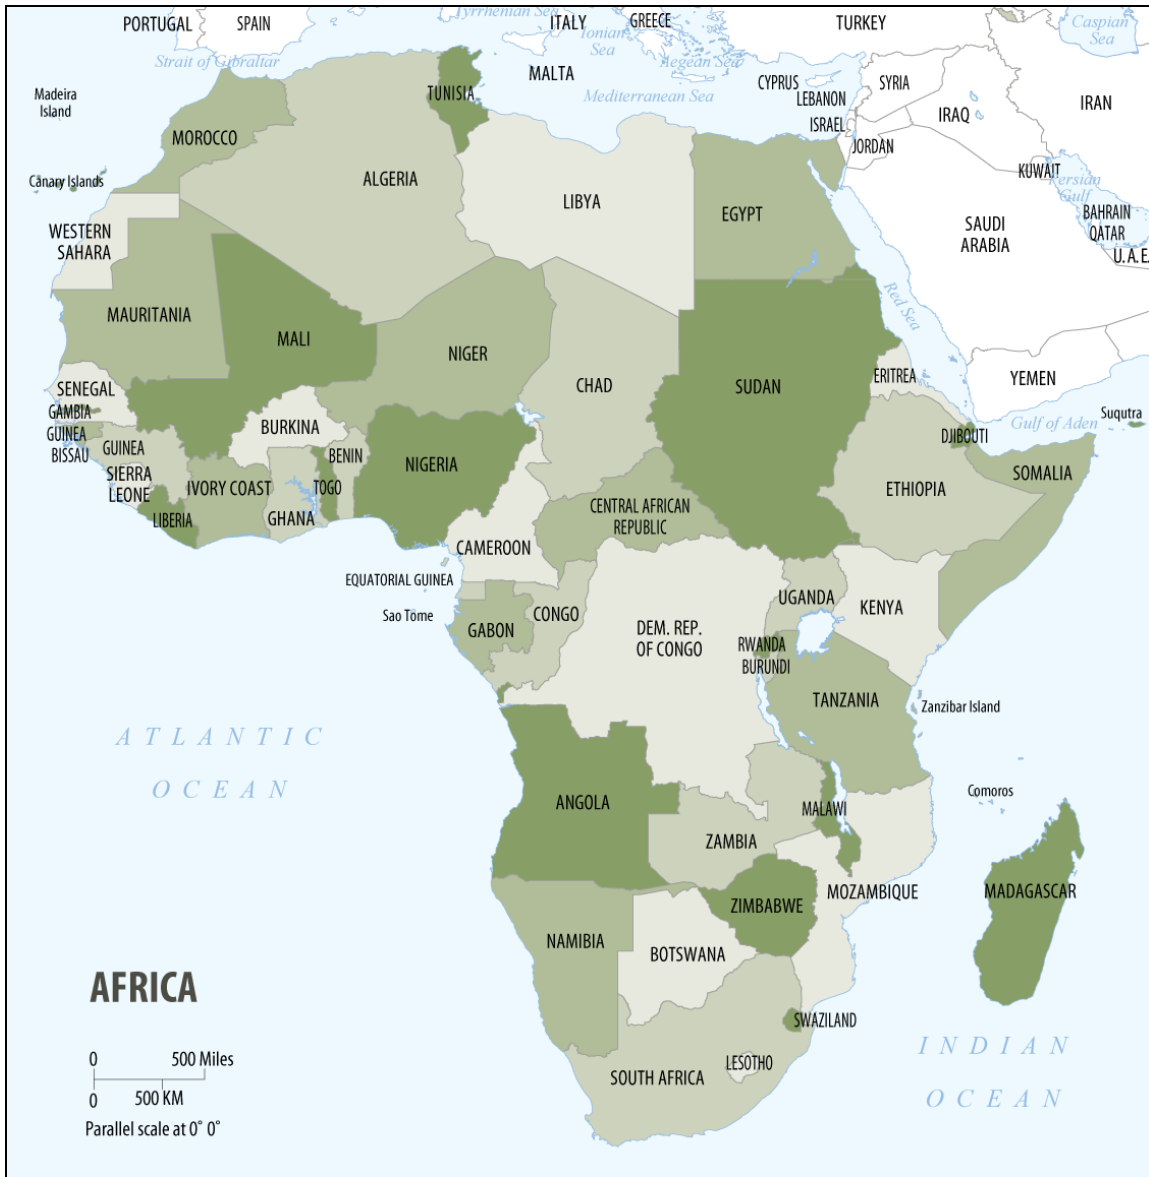 PORTUGAL
SPAIN
Tyrrhenian Sea
ITALY
GREECE
TURKEY
Caspian
Sea
Ionian
Sea
Strait of Gibraltar
Aegean Sea
MALTA
CYPRUS
SYRIA
LEBANON
Mediterranean Sea
ISRAEL
IRAQ
IRAN
JORDAN
KUWAIT
Persian
Gulf
BAHRAIN
QATAR
U. A. E.
SAUDI
ARABIA
Madeira
Island
MOROCCO
TUNISIA
Canary Islands
ALGERIA
LIBYA
EGYPT
WESTERN
SAHARA
Red Sea
MAURITANIA
MALI
NIGER
CHAD
SUDAN
ERITREA
YEMEN
SENEGAL
GAMBIA
GUINEA
BISSAU
GUINEA
BURKINA
BENIN
NIGERIA
DJIBOUTI
Gulf of Aden
Suqutra
SIERRA
LEONE
IVORY COAST
TOGO
GHANA
LIBERIA
CENTRAL AFRICAN
REPUBLIC
ETHIOPIA
SOMALIA
CAMEROON
EQUATORIAL GUINEA
Sao Tome
GABON
CONGO
DEM. REP.
OF CONGO
UGANDA
KENYA
RWANDA
BURUNDI
TANZANIA
Zanzibar Island
ATLANTIC
OCEAN
ANGOLA
ZAMBIA
MALAWI
Comoros
MOZAMBIQUE
MADAGASCAR
ZIMBABWE
NAMIBIA
BOTSWANA
SWAZILAND
LESOTHO
SOUTH AFRICA
INDIAN
OCEAN
AFRICA
0 500 Miles
0 500 KM
Parallel scale at 0° 0°